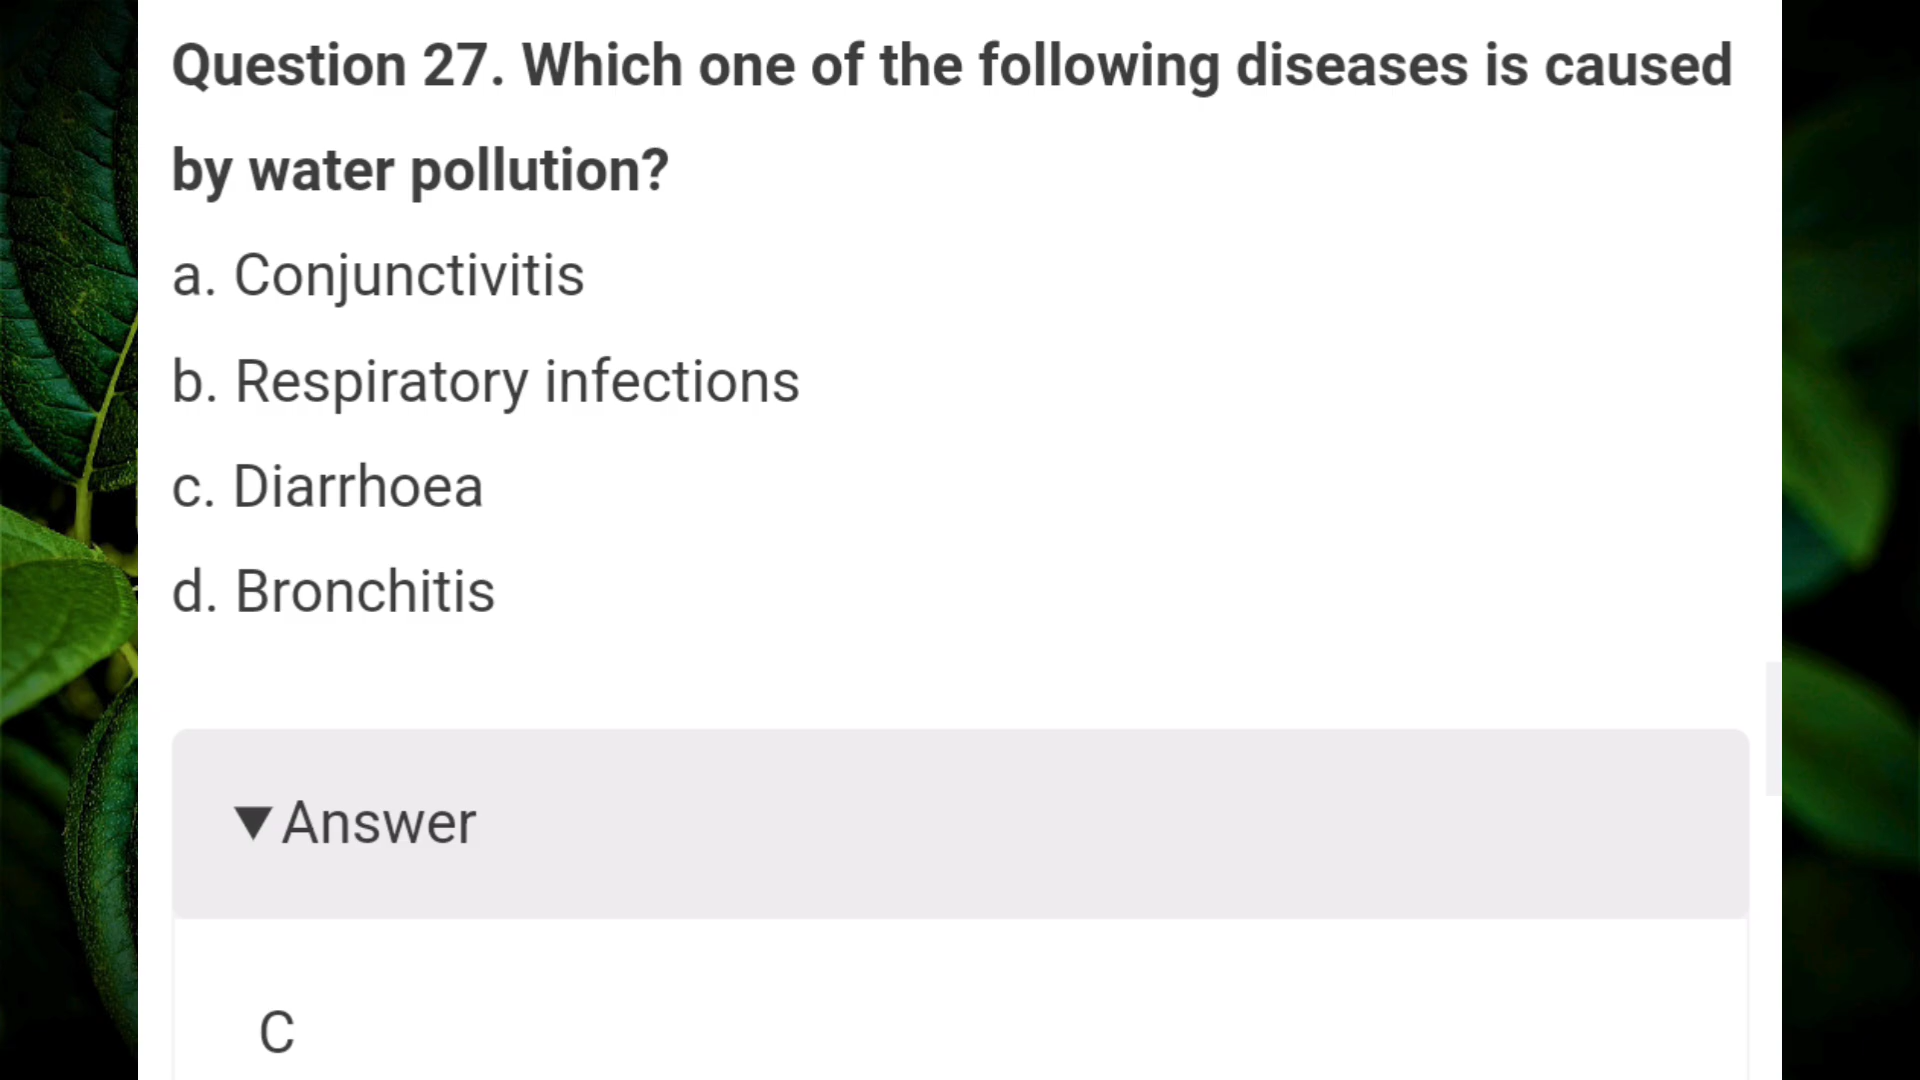 Question 27. Which one of the following diseases is caused
by water pollution?
a. Conjunctivitis
b. Respiratory infections
c. Diarrhoea
d. Bronchitis
▼ Answer
C